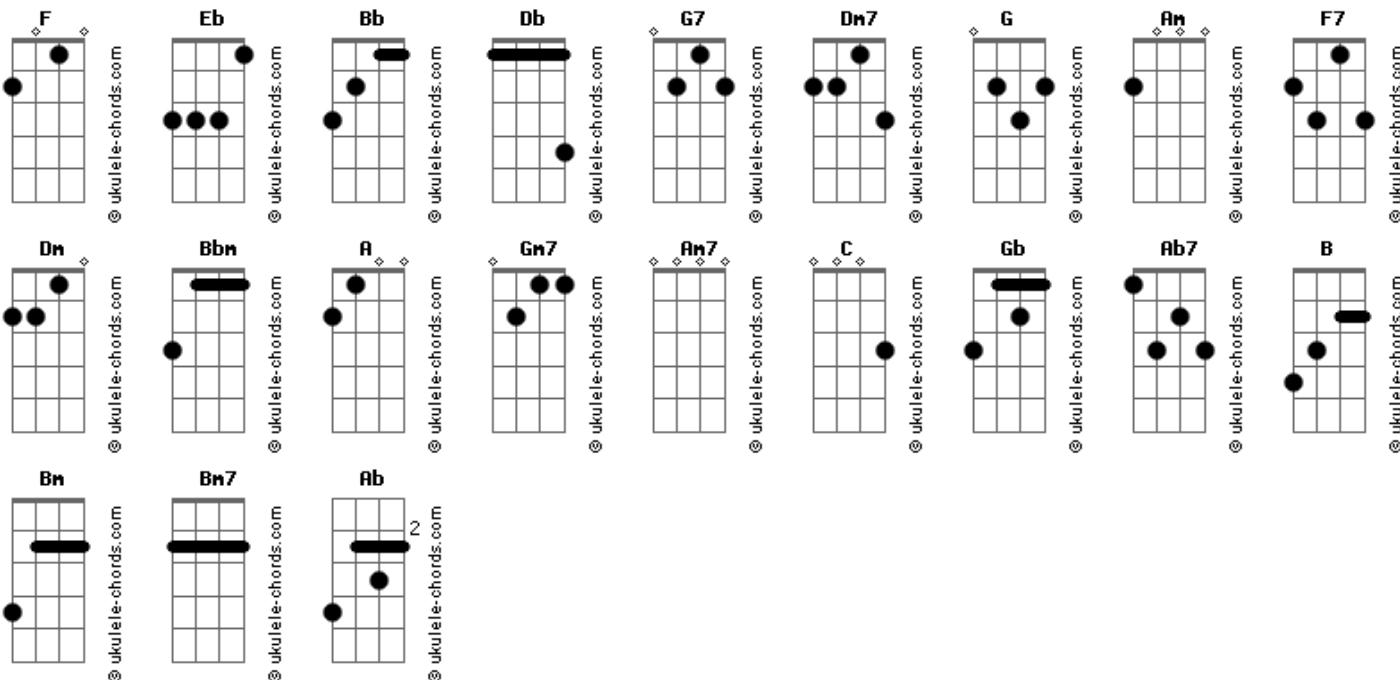 F Eb Bb Db G7 Dm7 G Am F7
© ukulele-chords.com © ukulele-chords.com © ukulele-chords.com © ukulele-chords.com © ukulele-chords.com © ukulele-chords.com © ukulele-chords.com © ukulele-chords.com © ukulele-chords.com
Dm Bbm A Gm7 Am7 C Gb Ab7 B
© ukulele-chords.com © ukulele-chords.com © ukulele-chords.com © ukulele-chords.com © ukulele-chords.com © ukulele-chords.com © ukulele-chords.com © ukulele-chords.com © ukulele-chords.com
Bm Bm7 Ab
2
© ukulele-chords.com © ukulele-chords.com © ukulele-chords.com